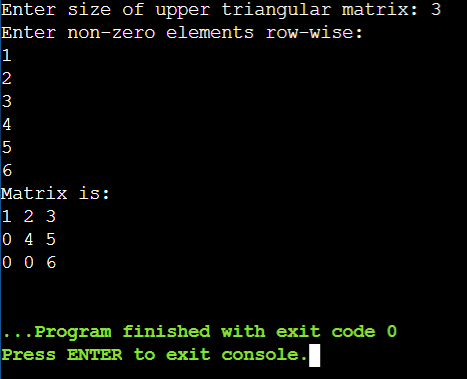 Enter size of upper triangular matrix: 3
Enter non-zero elements row-wise:
1
2
3
4
5
6
Matrix is:
1 2 3
0 4 5
0 0 6
...Program finished with exit code 0
Press ENTER to exit console.